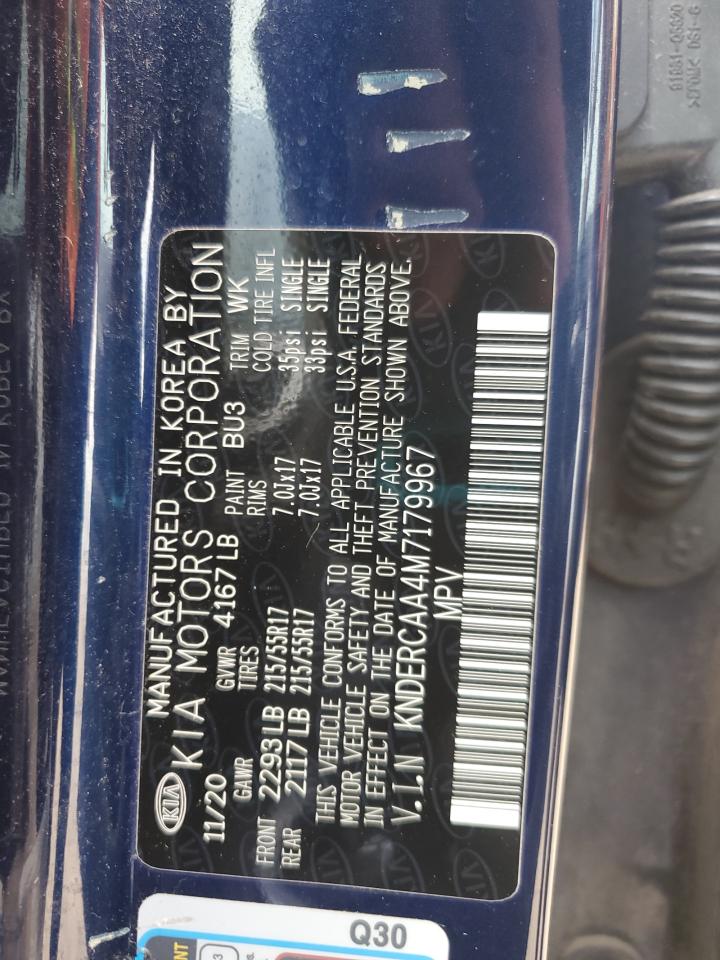 KIA
MANUFACTURED IN KOREA BY
KIA MOTORS CORPORATION
11/20 GVWR 4167 LB PAINT BU3 TRIM WK
GAWR TIRES RIMS COLD TIRE INFL
FRONT 2293 LB 215/55R17 7.0Jx17 35psi SINGLE
REAR 2117 LB 215/55R17 7.0Jx17 33psi SINGLE
THIS VEHICLE CONFORMS TO ALL APPLICABLE U.S.A. FEDERAL
MOTOR VEHICLE SAFETY AND THEFT PREVENTION STANDARDS
IN EFFECT ON THE DATE OF MANUFACTURE SHOWN ABOVE.
V.I.N KNDERCAA4M7179967
MPV
Q30